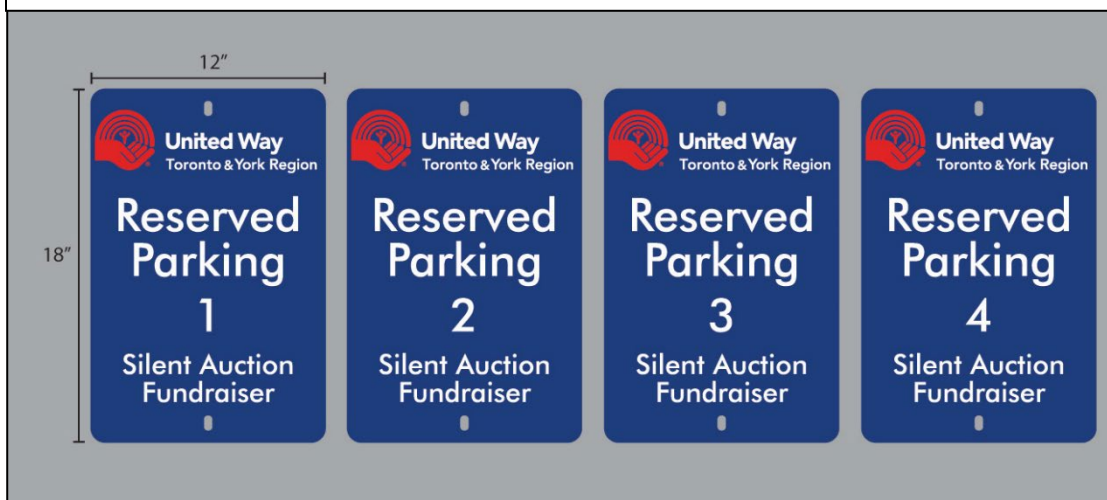 12”
18”
United Way
Toronto & York Region
Reserved
Parking
1
Silent Auction
Fundraiser
United Way
Toronto & York Region
Reserved
Parking
2
Silent Auction
Fundraiser
United Way
Toronto & York Region
Reserved
Parking
3
Silent Auction
Fundraiser
United Way
Toronto & York Region
Reserved
Parking
4
Silent Auction
Fundraiser